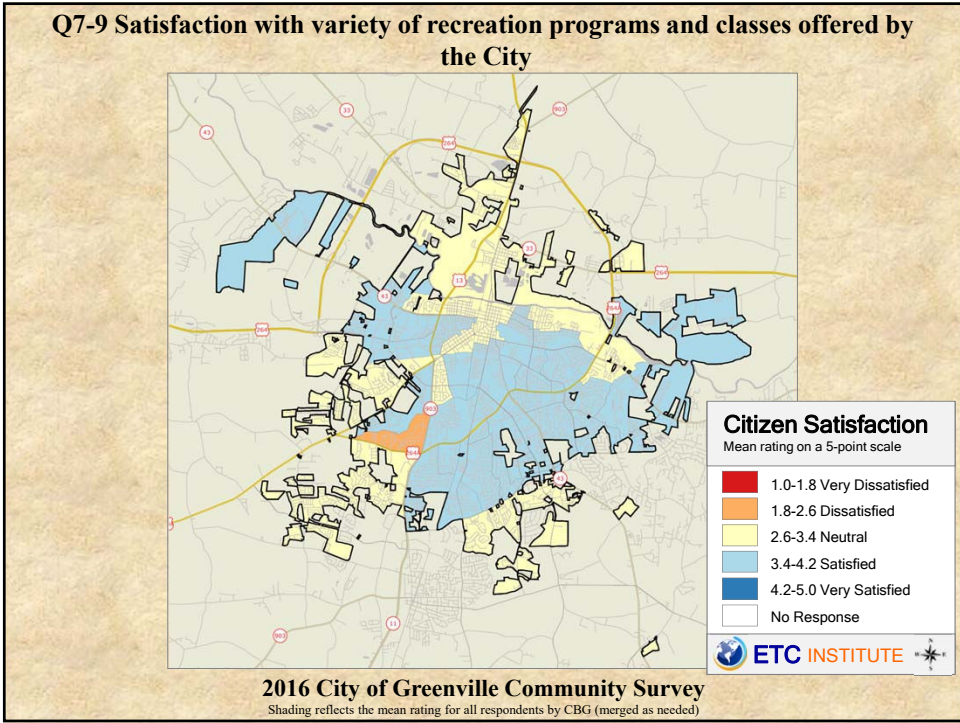 Q7-9 Satisfaction with variety of recreation programs and classes offered by
the City
903
33
43
264
33
264
13
43
264A
264
903
264A
43
903
11
Citizen Satisfaction
Mean rating on a 5-point scale
1.0-1.8 Very Dissatisfied
1.8-2.6 Dissatisfied
2.6-3.4 Neutral
3.4-4.2 Satisfied
4.2-5.0 Very Satisfied
No Response
ETC INSTITUTE
N
W E
S
2016 City of Greenville Community Survey
Shading reflects the mean rating for all respondents by CBG (merged as needed)